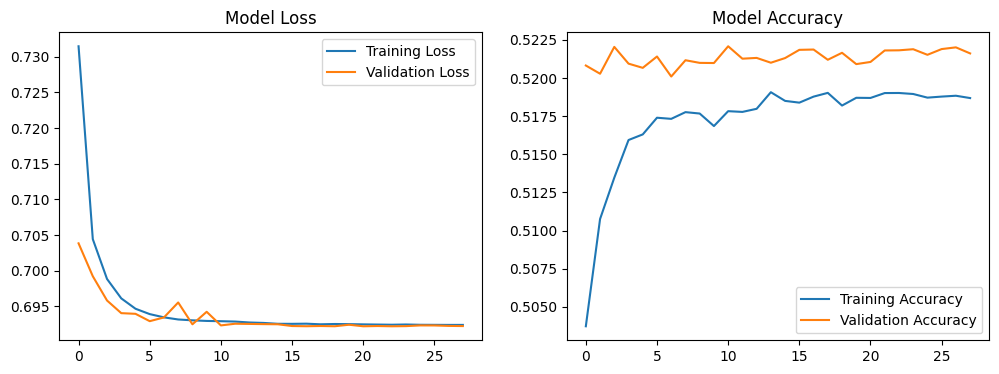 Model Loss
0.730
0.725
0.720
0.715
0.710
0.705
0.700
0.695
0 5 10 15 20 25
Training Loss
Validation Loss
Model Accuracy
0.5225
0.5200
0.5175
0.5150
0.5125
0.5100
0.5075
0.5050
0 5 10 15 20 25
Training Accuracy
Validation Accuracy